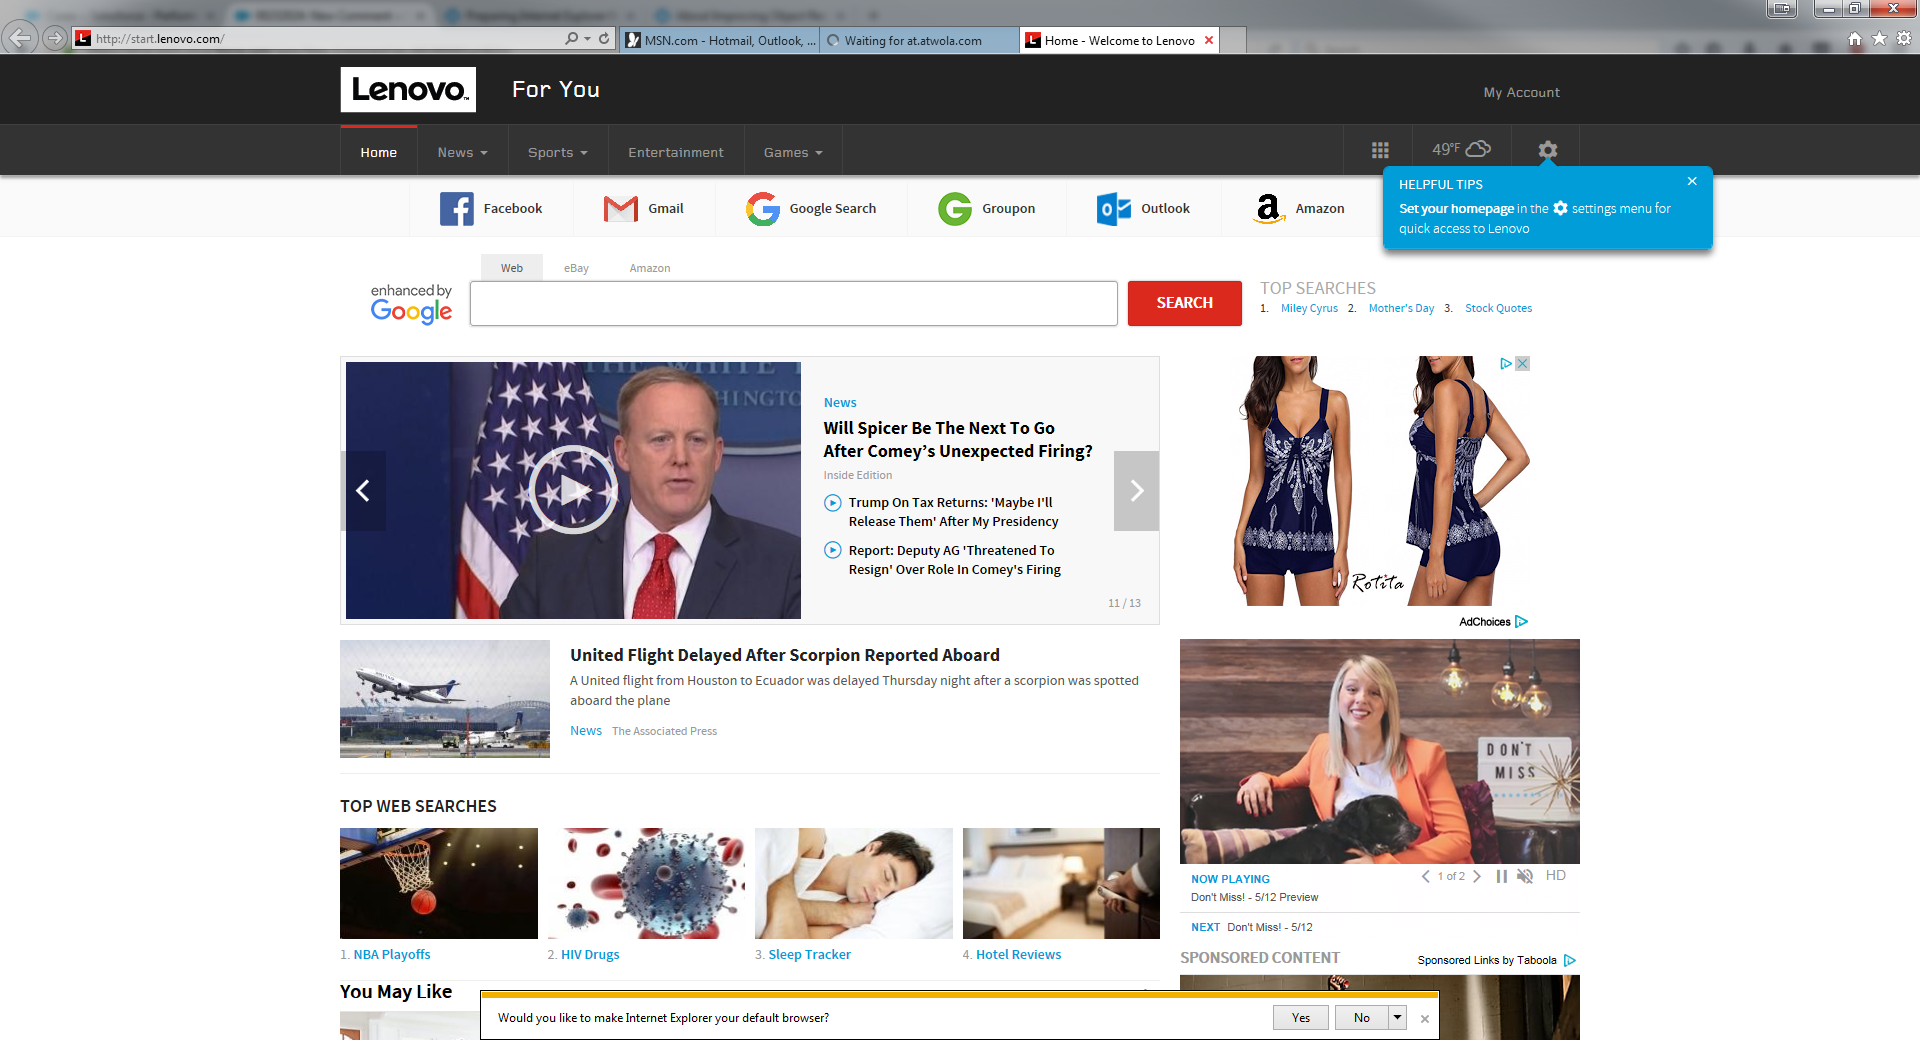 http://start.lenovo.com/
MSN.com - Hotmail, Outlook, ...
Waiting for at.atwola.com
Home - Welcome to Lenovo
Lenovo™
For You
My Account
Home
News
Sports
Entertainment
Games
49°F
HELPFUL TIPS
Set your homepage in the settings menu for
quick access to Lenovo
Facebook
Gmail
Google Search
Groupon
Outlook
Amazon
Web
eBay
Amazon
enhanced by
Google
SEARCH
TOP SEARCHES
1. Miley Cyrus 2. Mother's Day 3. Stock Quotes
News
Will Spicer Be The Next To Go
After Comey's Unexpected Firing?
Inside Edition
Trump On Tax Returns: 'Maybe I'll
Release Them' After My Presidency
Report: Deputy AG 'Threatened To
Resign' Over Role In Comey's Firing
11 / 13
Rotita
AdChoices
United Flight Delayed After Scorpion Reported Aboard
A United flight from Houston to Ecuador was delayed Thursday night after a scorpion was spotted
aboard the plane
News The Associated Press
DON'T
MISS
NOW PLAYING
1 of 2
HD
Don't Miss! - 5/12 Preview
NEXT Don't Miss! - 5/12
TOP WEB SEARCHES
1. NBA Playoffs
2. HIV Drugs
3. Sleep Tracker
4. Hotel Reviews
SPONSORED CONTENT
Sponsored Links by Taboola
You May Like
Would you like to make Internet Explorer your default browser?
Yes
No